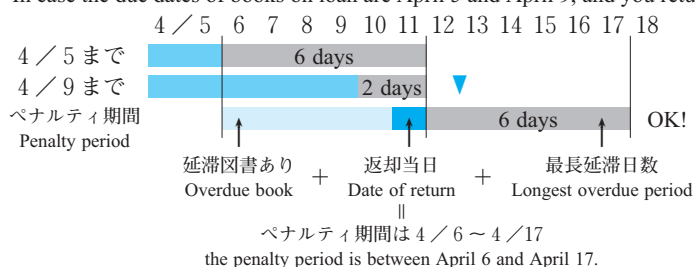 In case the due dates of books on loan are April 5 and April 9, and you retu
4 ／ 5 6 7 8 9 10 11 12 13 14 15 16 17 18
4 ／ 5 まで 6 days
4 ／ 9 まで 2 days
ペナルティ期間 6 days OK!
Penalty period
延滞図書あり ＋ 返却当日 ＋ 最長延滞日数
Overdue book Date of return Longest overdue period
॥
ペナルティ期間は 4 ／ 6 ～ 4 ／17
the penalty period is between April 6 and April 17.